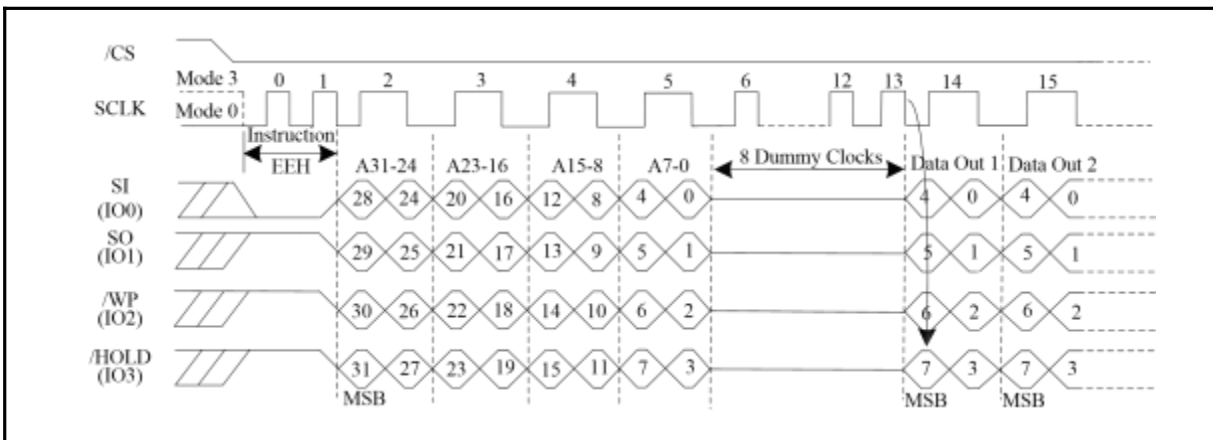 /CS
Mode 3 0 1 2 3 4 5 6 12 13 14 15
SCLK Mode 0
Instruction
EEH A31-24 A23-16 A15-8 A7-0 8 Dummy Clocks Data Out 1 Data Out 2
SI
(IO0) 28 24 20 16 12 8 4 0 4 0 4 0
SO
(IO1) 29 25 21 17 13 9 5 1 5 1 5 1
/WP
(IO2) 30 26 22 18 14 10 6 2 6 2 6 2
/HOLD
(IO3) 31 27 23 19 15 11 7 3 7 3 7 3
MSB MSB MSB